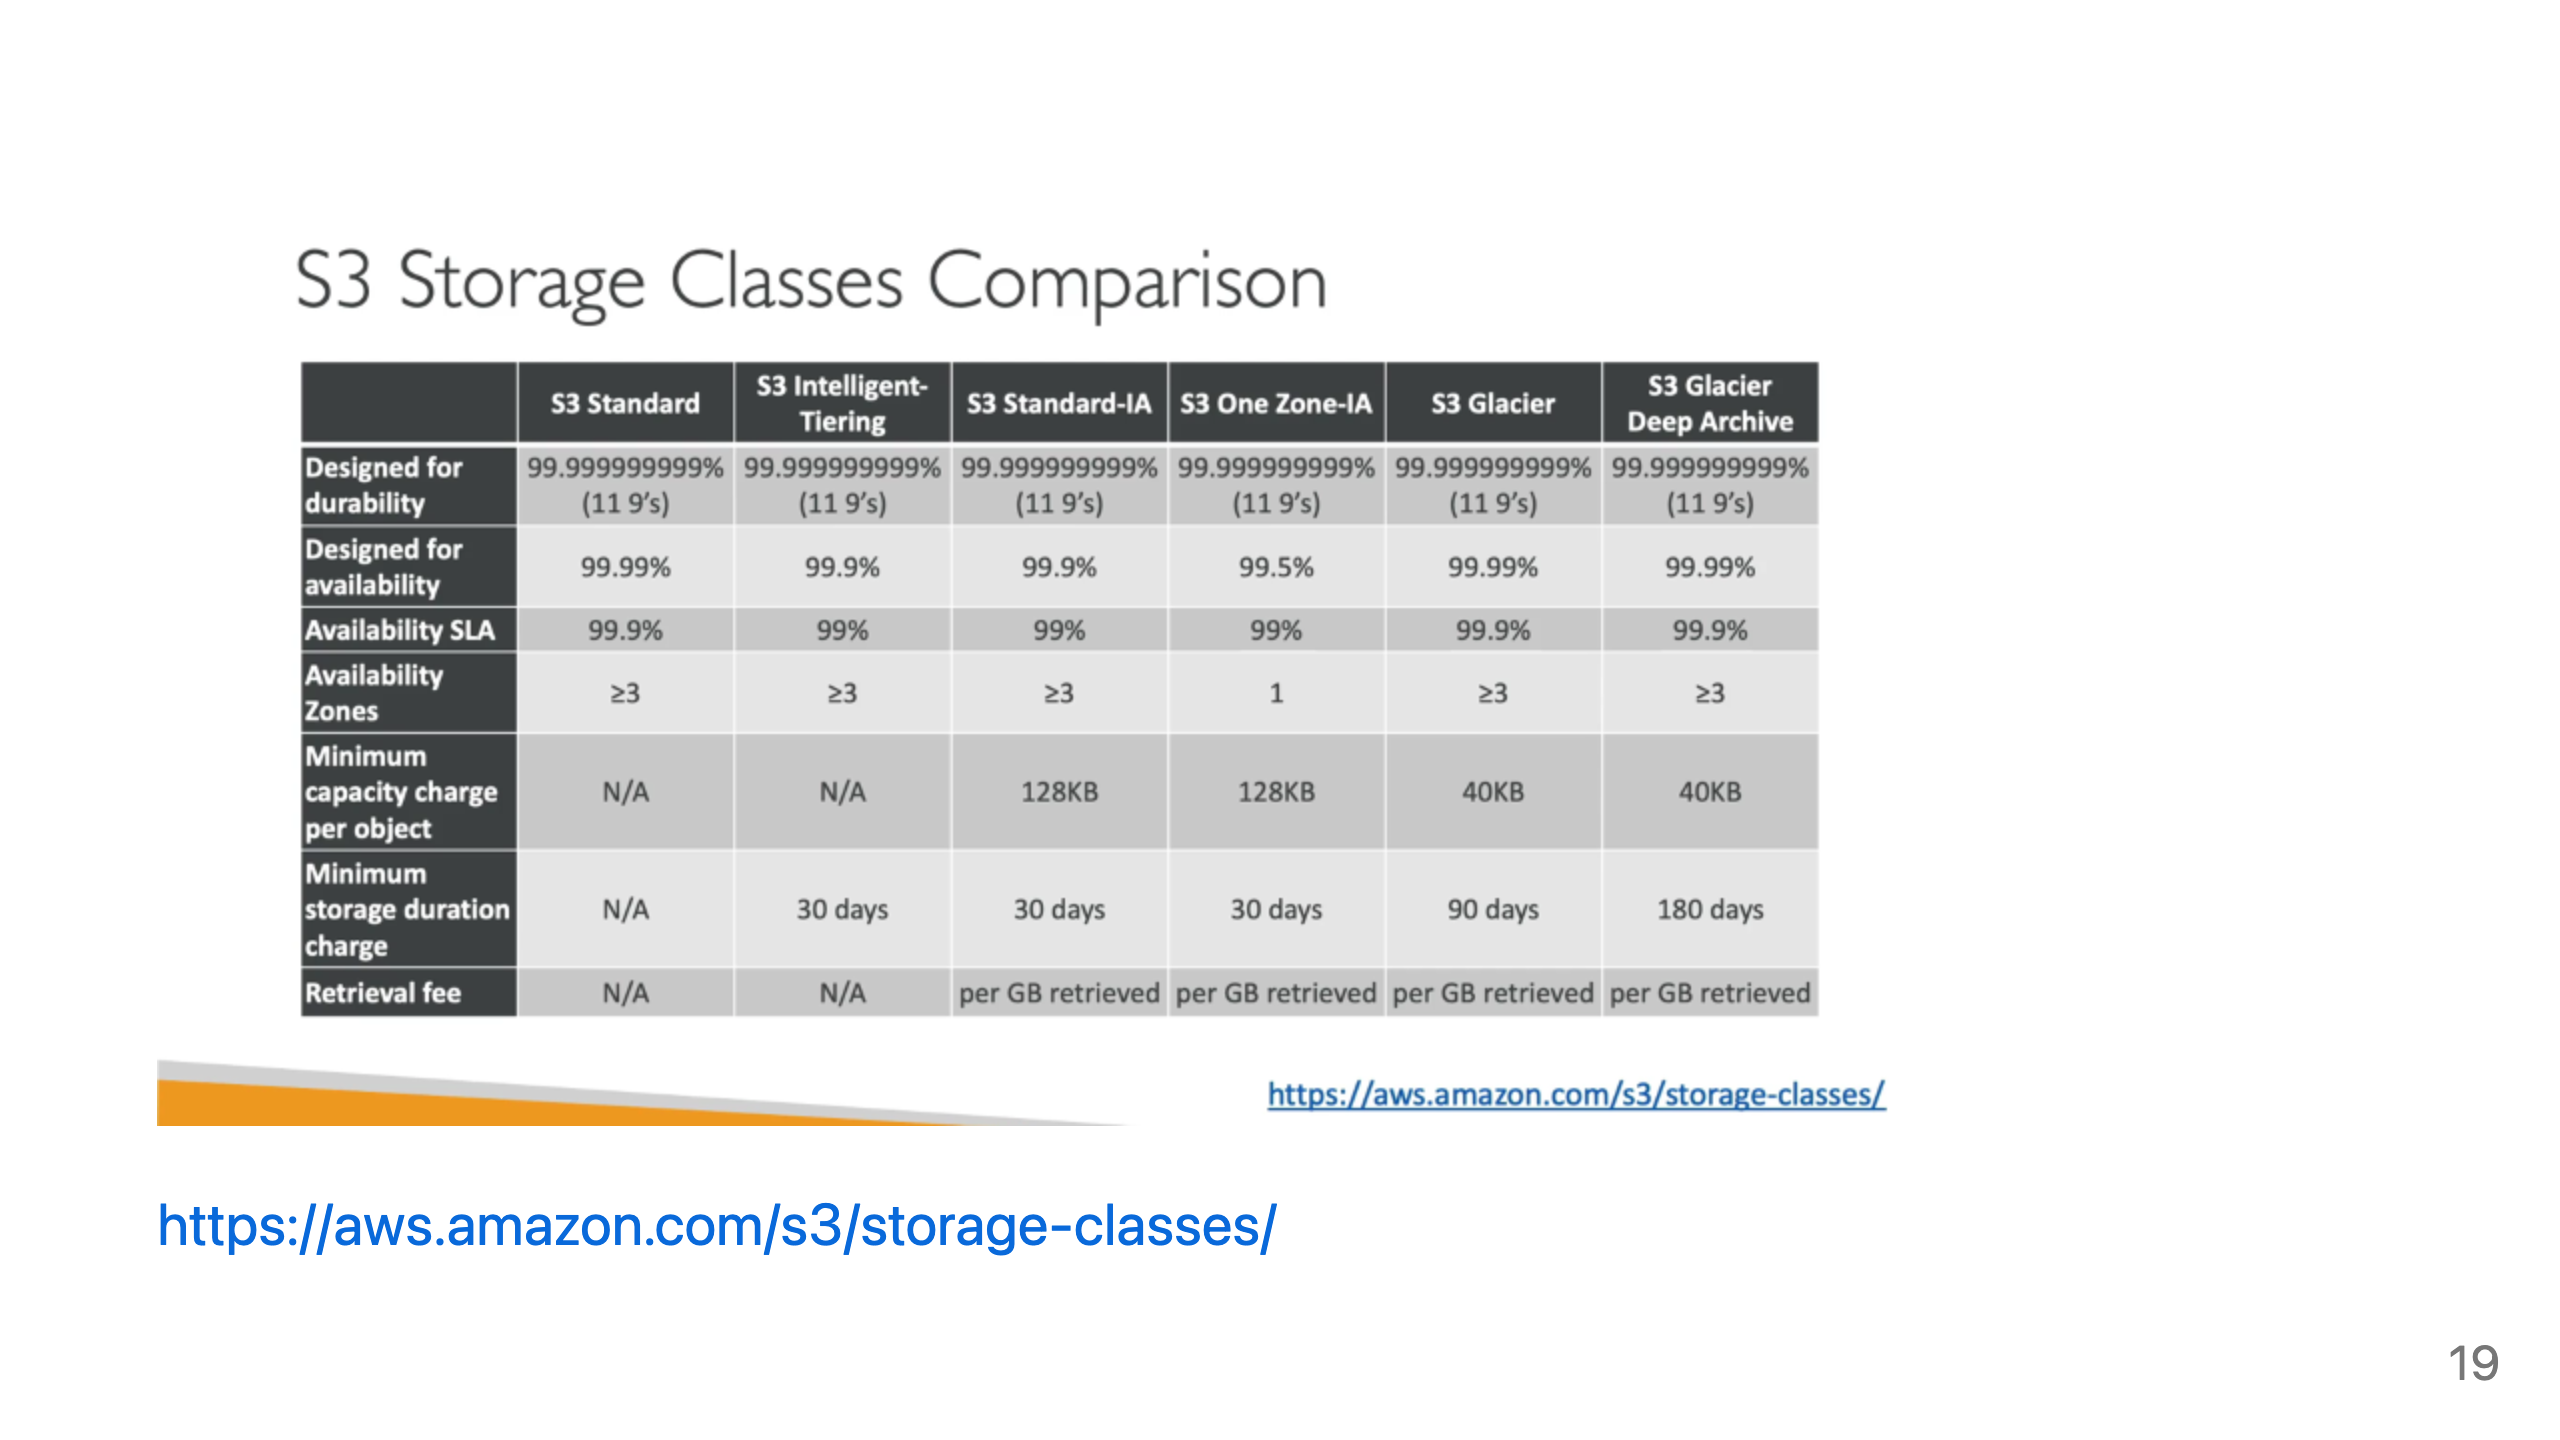 S3 Storage Classes Comparison
S3 Standard
S3 Intelligent-
Tiering
S3 Standard-IA
S3 One Zone-IA
S3 Glacier
S3 Glacier
Deep Archive
Designed for
durability
99.999999999%
(11 9's)
99.999999999%
(11 9's)
99.999999999%
(11 9's)
99.999999999%
(11 9's)
99.999999999%
(11 9's)
99.999999999%
(11 9's)
Designed for
availability
99.99%
99.9%
99.9%
99.5%
99.99%
99.99%
Availability SLA
99.9%
99%
99%
99%
99.9%
99.9%
Availability
Zones
≥3
≥3
≥3
1
≥3
≥3
Minimum
capacity charge
per object
N/A
N/A
128KB
128KB
40KB
40KB
Minimum
storage duration
charge
N/A
30 days
30 days
30 days
90 days
180 days
Retrieval fee
N/A
N/A
per GB retrieved
per GB retrieved
per GB retrieved
per GB retrieved
https://aws.amazon.com/s3/storage-classes/
https://aws.amazon.com/s3/storage-classes/
19